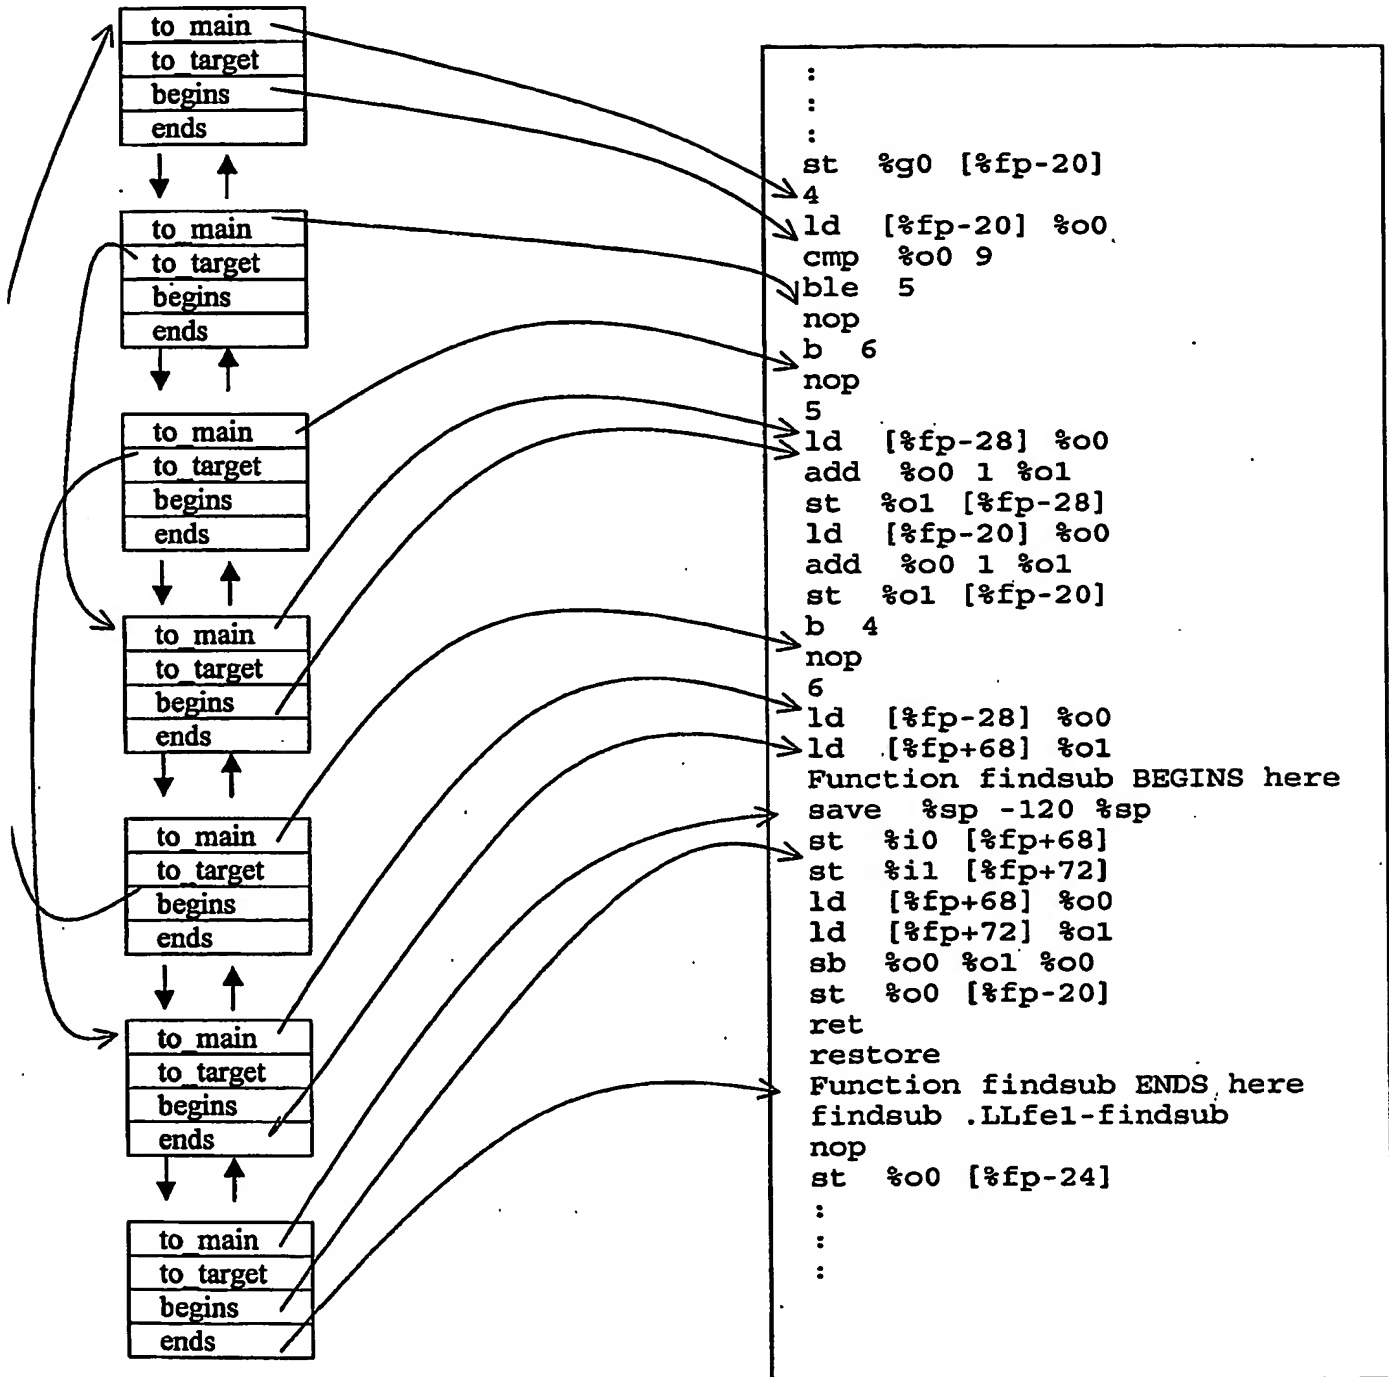 to_main
to_target
begins
ends
to_main
to_target
begins
ends
to_main
to_target
begins
ends
to_main
to_target
begins
ends
to_main
to_target
begins
ends
to_main
to_target
begins
ends
to_main
to_target
begins
ends
:
:
:
st %g0 [%fp-20]
4
ld [%fp-20] %o0
cmp %o0 9
ble 5
nop
b 6
nop
5
ld [%fp-28] %o0
add %o0 1 %o1
st %o1 [%fp-28]
ld [%fp-20] %o0
add %o0 1 %o1
st %o1 [%fp-20]
b 4
nop
6
ld [%fp-28] %o0
ld [%fp+68] %o1
Function findsub BEGINS here
save %sp -120 %sp
st %i0 [%fp+68]
st %i1 [%fp+72]
ld [%fp+68] %o0
ld [%fp+72] %o1
sb %o0 %o1 %o0
st %o0 [%fp-20]
ret
restore
Function findsub ENDS here
findsub .LLfe1-findsub
nop
st %o0 [%fp-24]
:
:
: